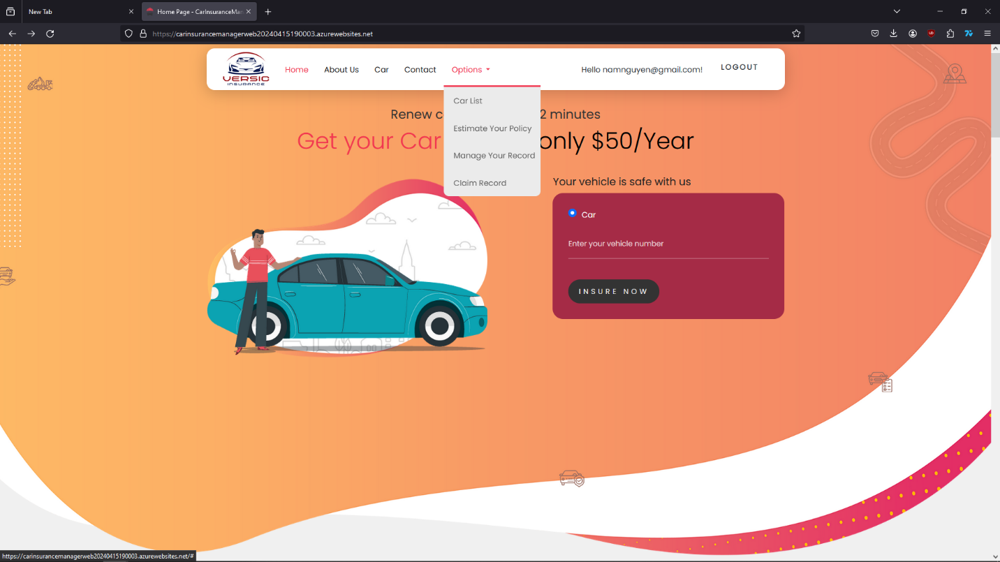 New Tab
Home Page - CarInsuranceMan
https://carinsurancemanagerweb20240415190003.azurewebsites.net
VERSIC
INSURANCE
Home
About Us
Car
Contact
Options
Hello namnguyen@gmail.com!
LOGOUT
Car List
Estimate Your Policy
Manage Your Record
Claim Record
Renew c 2 minutes
Get your Car only $50/Year
Your vehicle is safe with us
Car
Enter your vehicle number
INSURE NOW
https://carinsurancemanagerweb20240415190003.azurewebsites.net/#